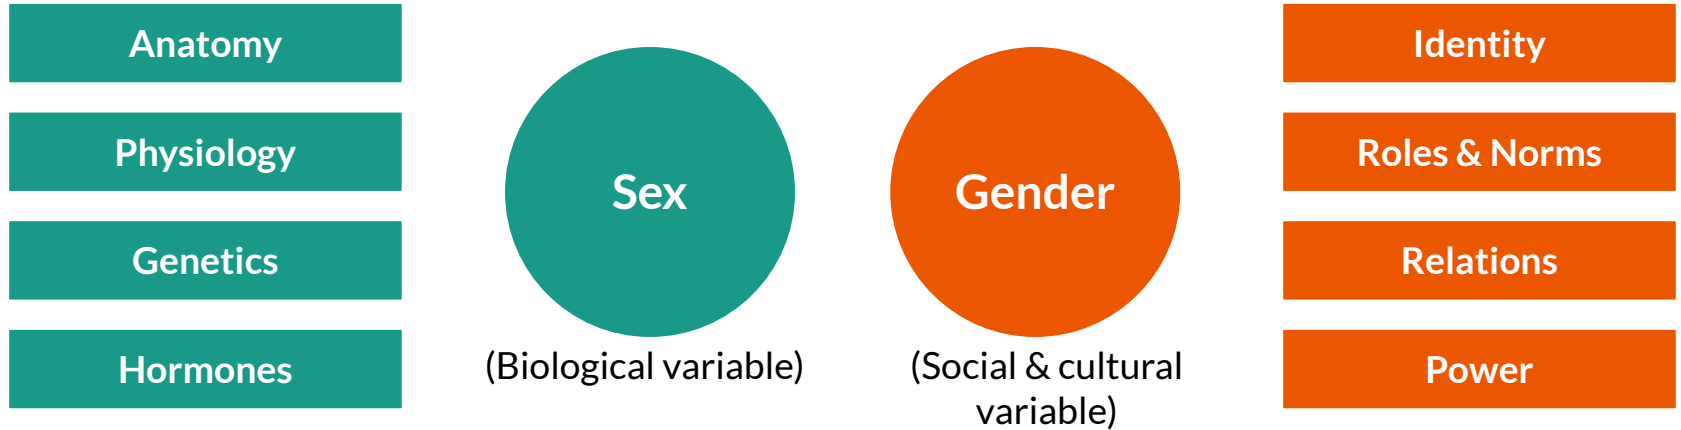 Anatomy
Physiology
Genetics
Hormones
Sex
(Biological variable)
Gender
(Social & cultural
variable)
Identity
Roles & Norms
Relations
Power